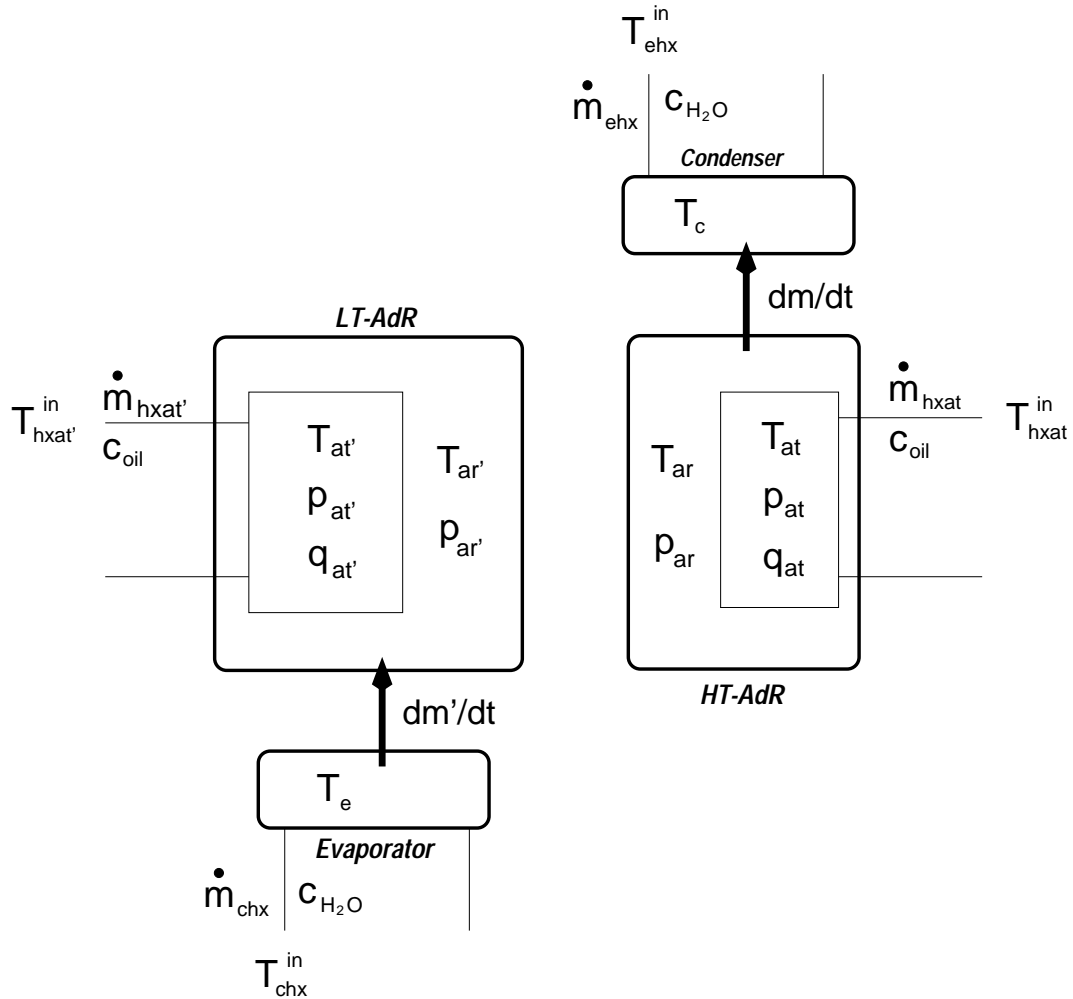 T_ehx^in
ṁ_ehx
c_H₂O
Condenser
T_c
dm/dt
LT-AdR
T_hxat'^in
ṁ_hxat'
c_oil
T_at'
p_at'
q_at'
T_ar'
p_ar'
T_ar
p_ar
T_at
p_at
q_at
ṁ_hxat
c_oil
T_hxat^in
HT-AdR
dm'/dt
T_e
Evaporator
ṁ_chx
c_H₂O
T_chx^in